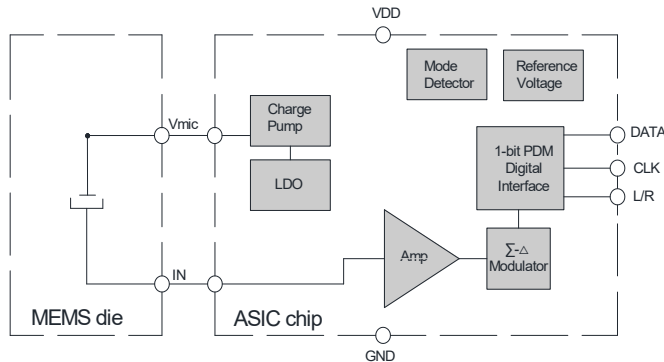 VDD
Mode
Detector
Reference
Voltage
Vmic
Charge
Pump
LDO
1-bit PDM
Digital
Interface
DATA
CLK
L/R
Amp
∑-△
Modulator
IN
MEMS die
ASIC chip
GND